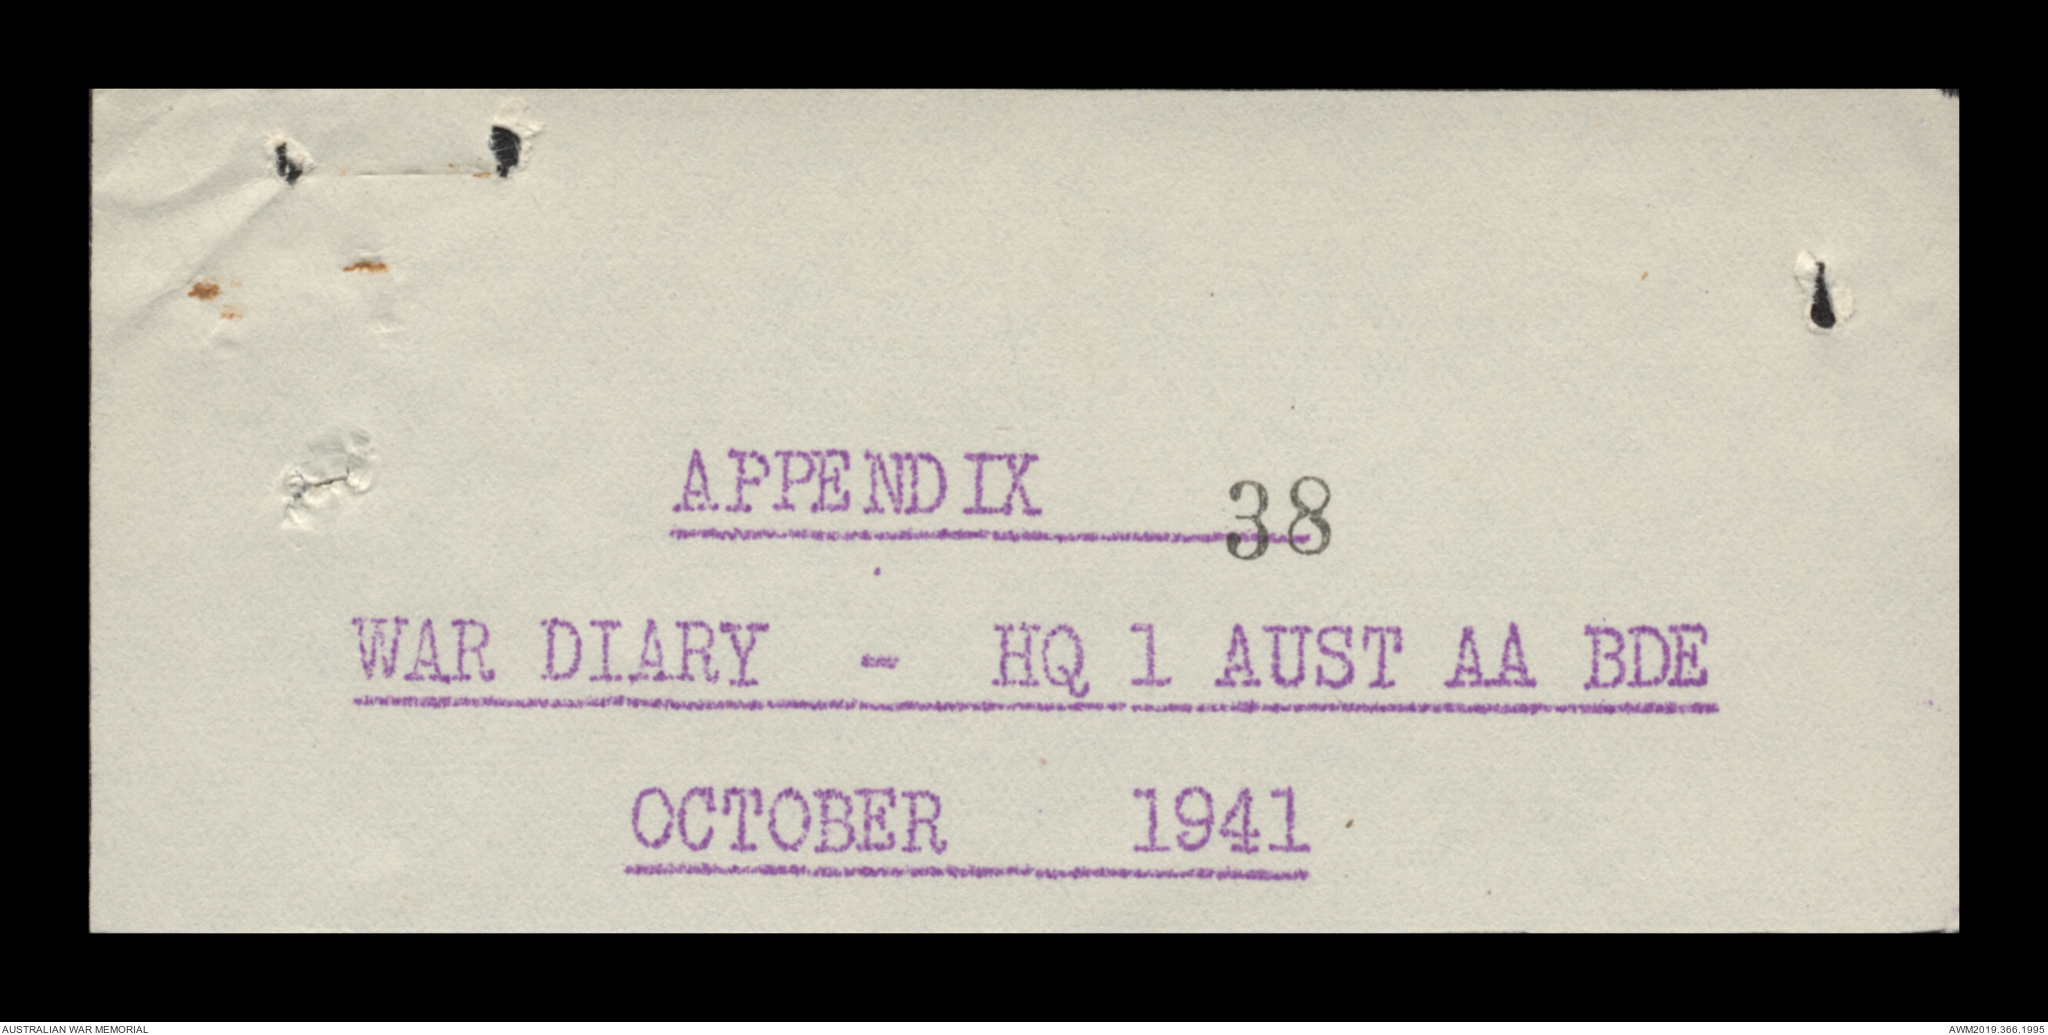 APPENDIX 38
WAR DIARY - HQ 1 AUST AA BDE
OCTOBER 1941
AUSTRALIAN WAR MEMORIAL
AWM2019.366.1995